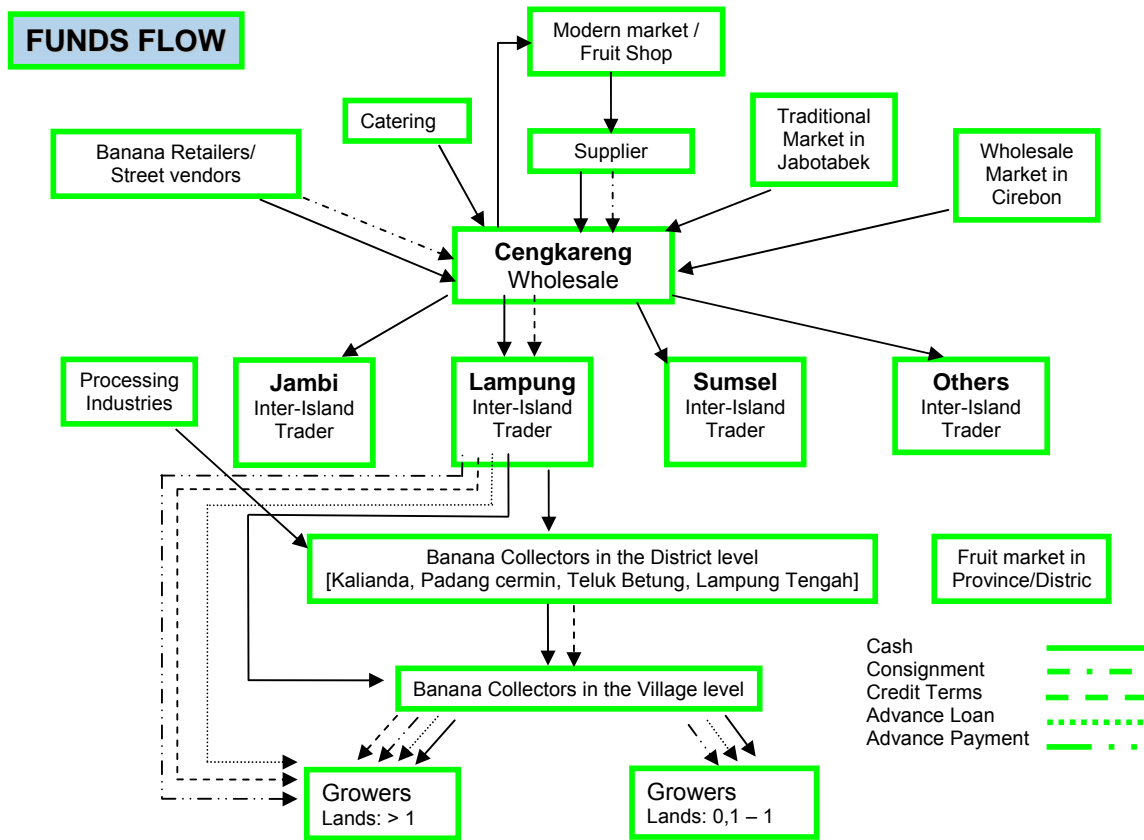 FUNDS FLOW
Modern market /
Fruit Shop
Catering
Banana Retailers/
Street vendors
Supplier
Traditional
Market in
Jabotabek
Wholesale
Market in
Cirebon
Cengkareng
Wholesale
Processing
Industries
Jambi
Inter-Island
Trader
Lampung
Inter-Island
Trader
Sumsel
Inter-Island
Trader
Others
Inter-Island
Trader
Banana Collectors in the District level
[Kalianda, Padang cermin, Teluk Betung, Lampung Tengah]
Fruit market in
Province/Distric
Banana Collectors in the Village level
Cash
Consignment
Credit Terms
Advance Loan
Advance Payment
Growers
Lands: > 1
Growers
Lands: 0,1 – 1